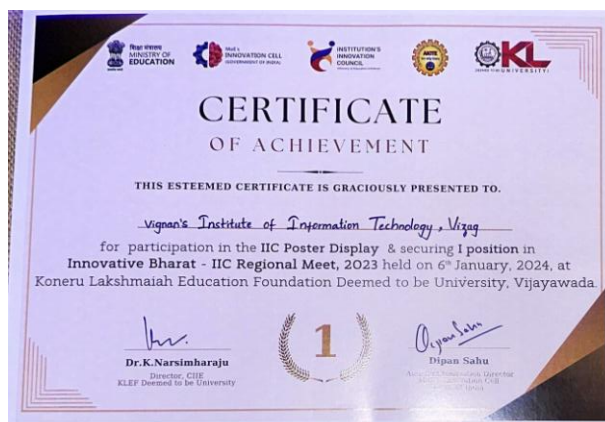 शिक्षा मंत्रालय
MINISTRY OF
EDUCATION
MoE's
INNOVATION CELL
(GOVERNMENT OF INDIA)
INSTITUTION'S
INNOVATION
COUNCIL
KL
CERTIFICATE
OF ACHIEVEMENT
THIS ESTEEMED CERTIFICATE IS GRACIOUSLY PRESENTED TO.
Vignan's Institute of Information Technology, Vizag
for participation in the IIC Poster Display & securing I position in
Innovative Bharat - IIC Regional Meet, 2023 held on 6th January, 2024, at
Koneru Lakshmaiah Education Foundation Deemed to be University, Vijayawada.
1
Dr.K.Narsimharaju
Director, CIIE
KLEF Deemed to be University
Dipan Sahu